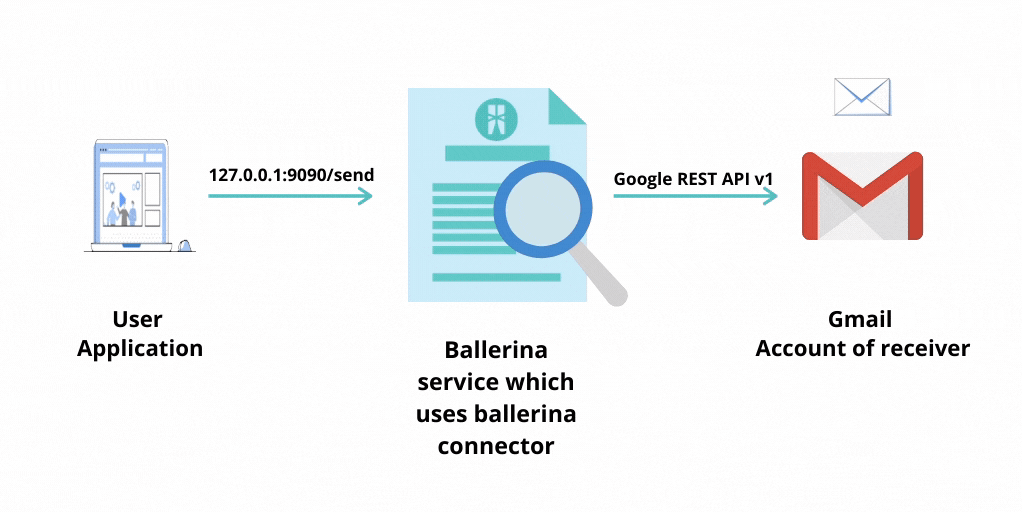 127.0.0.1:9090/send
Google REST API v1
User
Application
Ballerina
service which
uses ballerina
connector
Gmail
Account of receiver